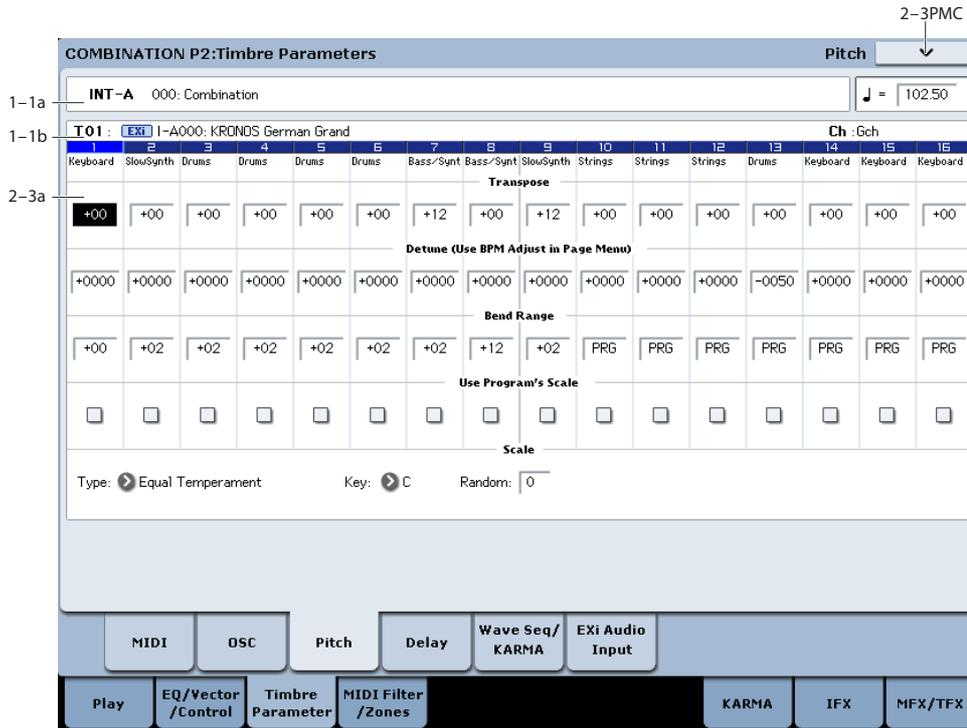 2–3PMC
COMBINATION P2:Timbre Parameters Pitch
1–1a
INT-A 000: Combination ♩ = 102.50
1–1b
T01 : EXi I-A000: KRONOS German Grand Ch :Gch
1 2 3 4 5 6 7 8 9 10 11 12 13 14 15 16
Keyboard SlowSynth Drums Drums Drums Drums Bass/Synt Bass/Synt SlowSynth Strings Strings Strings Drums Keyboard Keyboard Keyboard
Transpose
2–3a
+00 +00 +00 +00 +00 +00 +12 +00 +12 +00 +00 +00 +00 +00 +00 +00
Detune (Use BPM Adjust in Page Menu)
+0000 +0000 +0000 +0000 +0000 +0000 +0000 +0000 +0000 +0000 +0000 +0000 -0050 +0000 +0000 +0000
Bend Range
+00 +02 +02 +02 +02 +02 +02 +12 +02 PRG PRG PRG PRG PRG PRG PRG
Use Program's Scale
Scale
Type: Equal Temperament Key: C Random: 0
MIDI OSC Pitch Delay Wave Seq/ KARMA EXi Audio Input
Play EQ/Vector /Control Timbre Parameter MIDI Filter /Zones KARMA IFX MFX/TFX